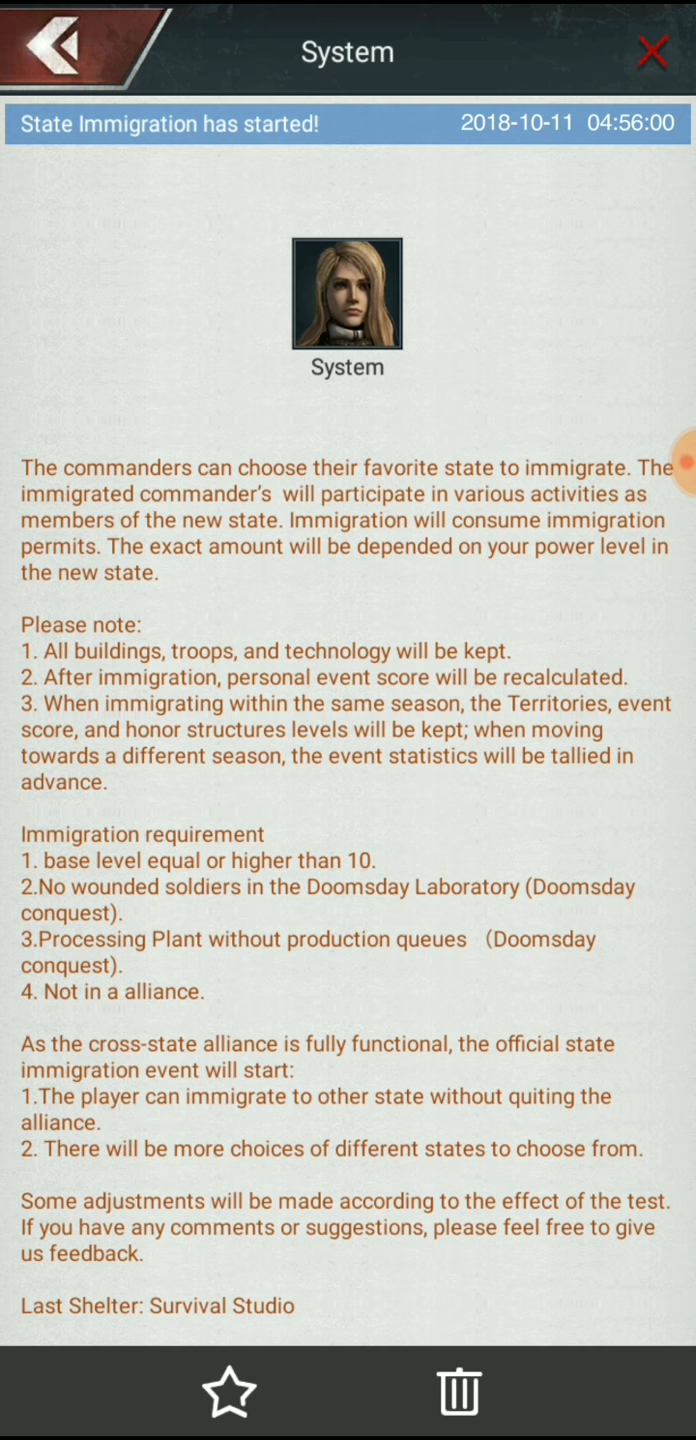 System
State Immigration has started! 2018-10-11 04:56:00
System
The commanders can choose their favorite state to immigrate. The
immigrated commander's will participate in various activities as
members of the new state. Immigration will consume immigration
permits. The exact amount will be depended on your power level in
the new state.
Please note:
1. All buildings, troops, and technology will be kept.
2. After immigration, personal event score will be recalculated.
3. When immigrating within the same season, the Territories, event
score, and honor structures levels will be kept; when moving
towards a different season, the event statistics will be tallied in
advance.
Immigration requirement
1. base level equal or higher than 10.
2.No wounded soldiers in the Doomsday Laboratory (Doomsday
conquest).
3.Processing Plant without production queues （Doomsday
conquest).
4. Not in a alliance.
As the cross-state alliance is fully functional, the official state
immigration event will start:
1.The player can immigrate to other state without quiting the
alliance.
2. There will be more choices of different states to choose from.
Some adjustments will be made according to the effect of the test.
If you have any comments or suggestions, please feel free to give
us feedback.
Last Shelter: Survival Studio